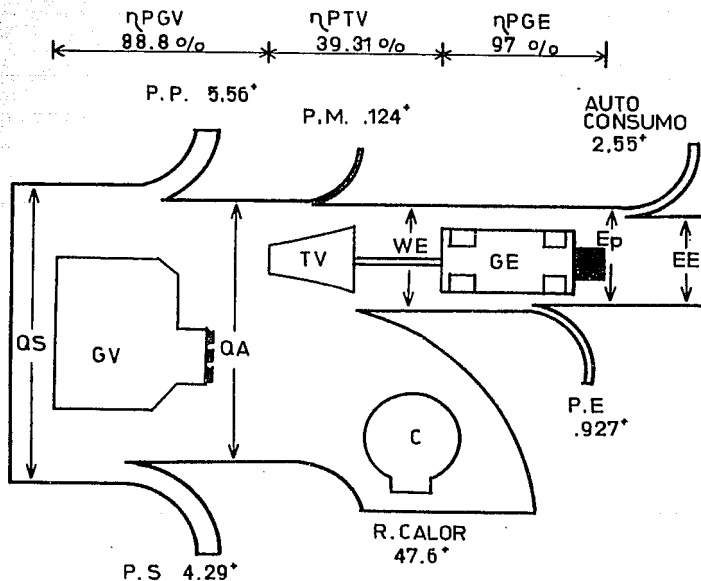 ηPGV ηPTV ηPGE
88.8 % 39.31 % 97 %
P.P. 5.56⁺
P.M. .124⁺
AUTO
CONSUMO
2,55⁺
QS
GV
QA
TV
WE
GE
Ep
EE
C
P.E
.927⁺
R.CALOR
47.6⁺
P.S 4.29⁺